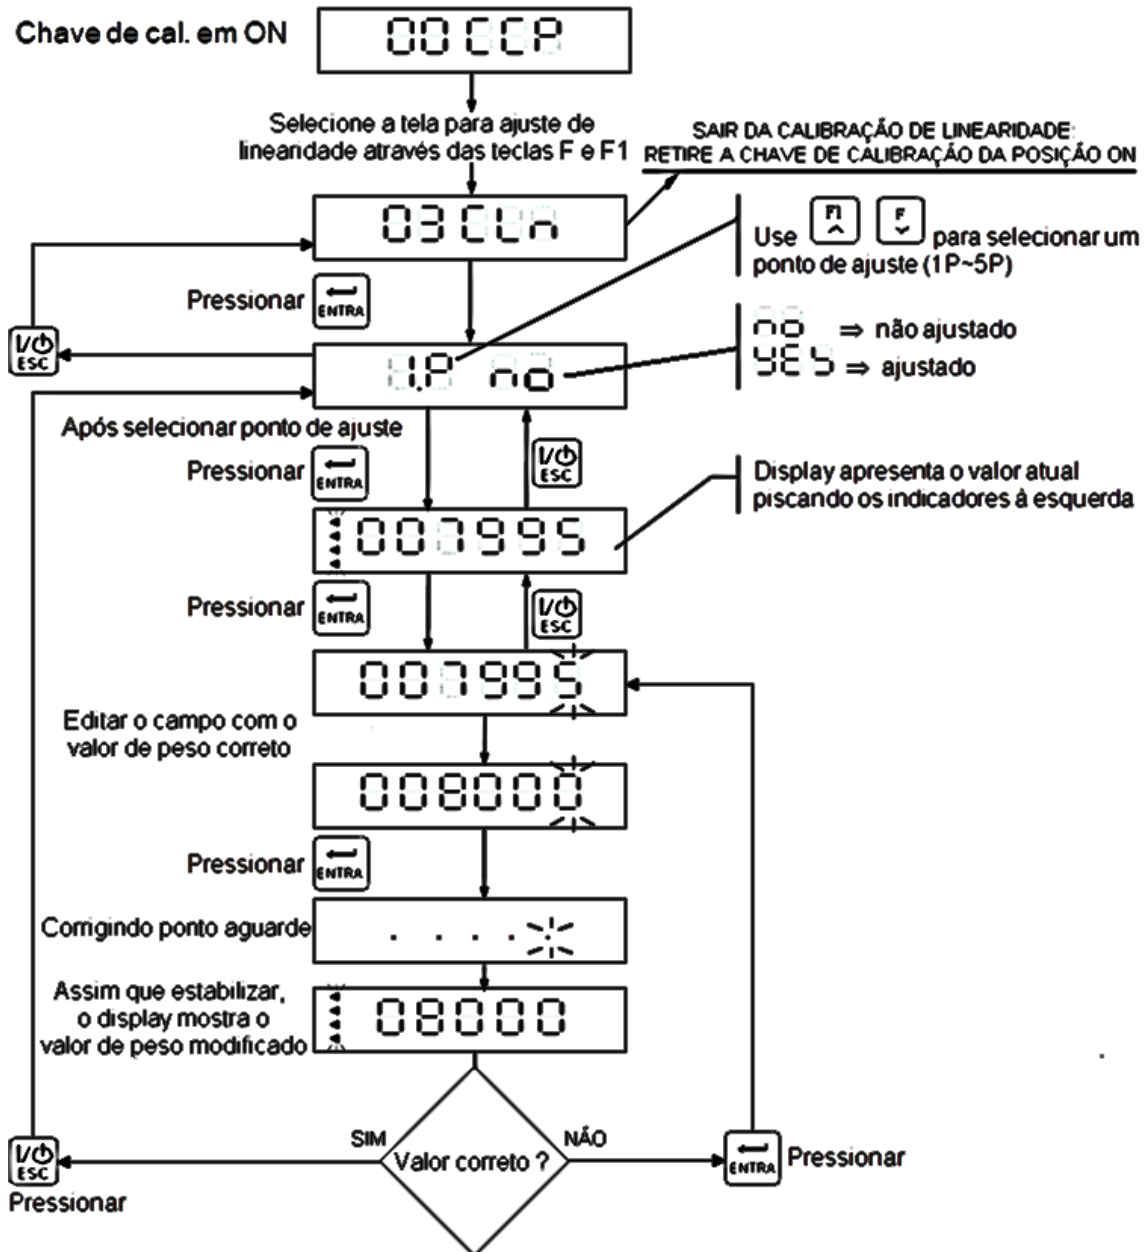 Chave de cal. em ON
00 CCP
Selecione a tela para ajuste de
linearidade através das teclas F e F1
SAIR DA CALIBRAÇÃO DE LINEARIDADE:
RETIRE A CHAVE DE CALIBRAÇÃO DA POSIÇÃO ON
03 CLn
F1
F
Use para selecionar um
ponto de ajuste (1P~5P)
Pressionar
ENTRA
no ⇒ não ajustado
YES ⇒ ajustado
I/⏻
ESC
1.P no
Após selecionar ponto de ajuste
Pressionar
ENTRA
I/⏻
ESC
Display apresenta o valor atual
piscando os indicadores à esquerda
007995
Pressionar
ENTRA
I/⏻
ESC
007995
Editar o campo com o
valor de peso correto
008000
Pressionar
ENTRA
Corrigindo ponto aguarde
. . . . .
Assim que estabilizar,
o display mostra o
valor de peso modificado
08000
SIM
NÃO
Valor correto ?
I/⏻
ESC
Pressionar
ENTRA
Pressionar